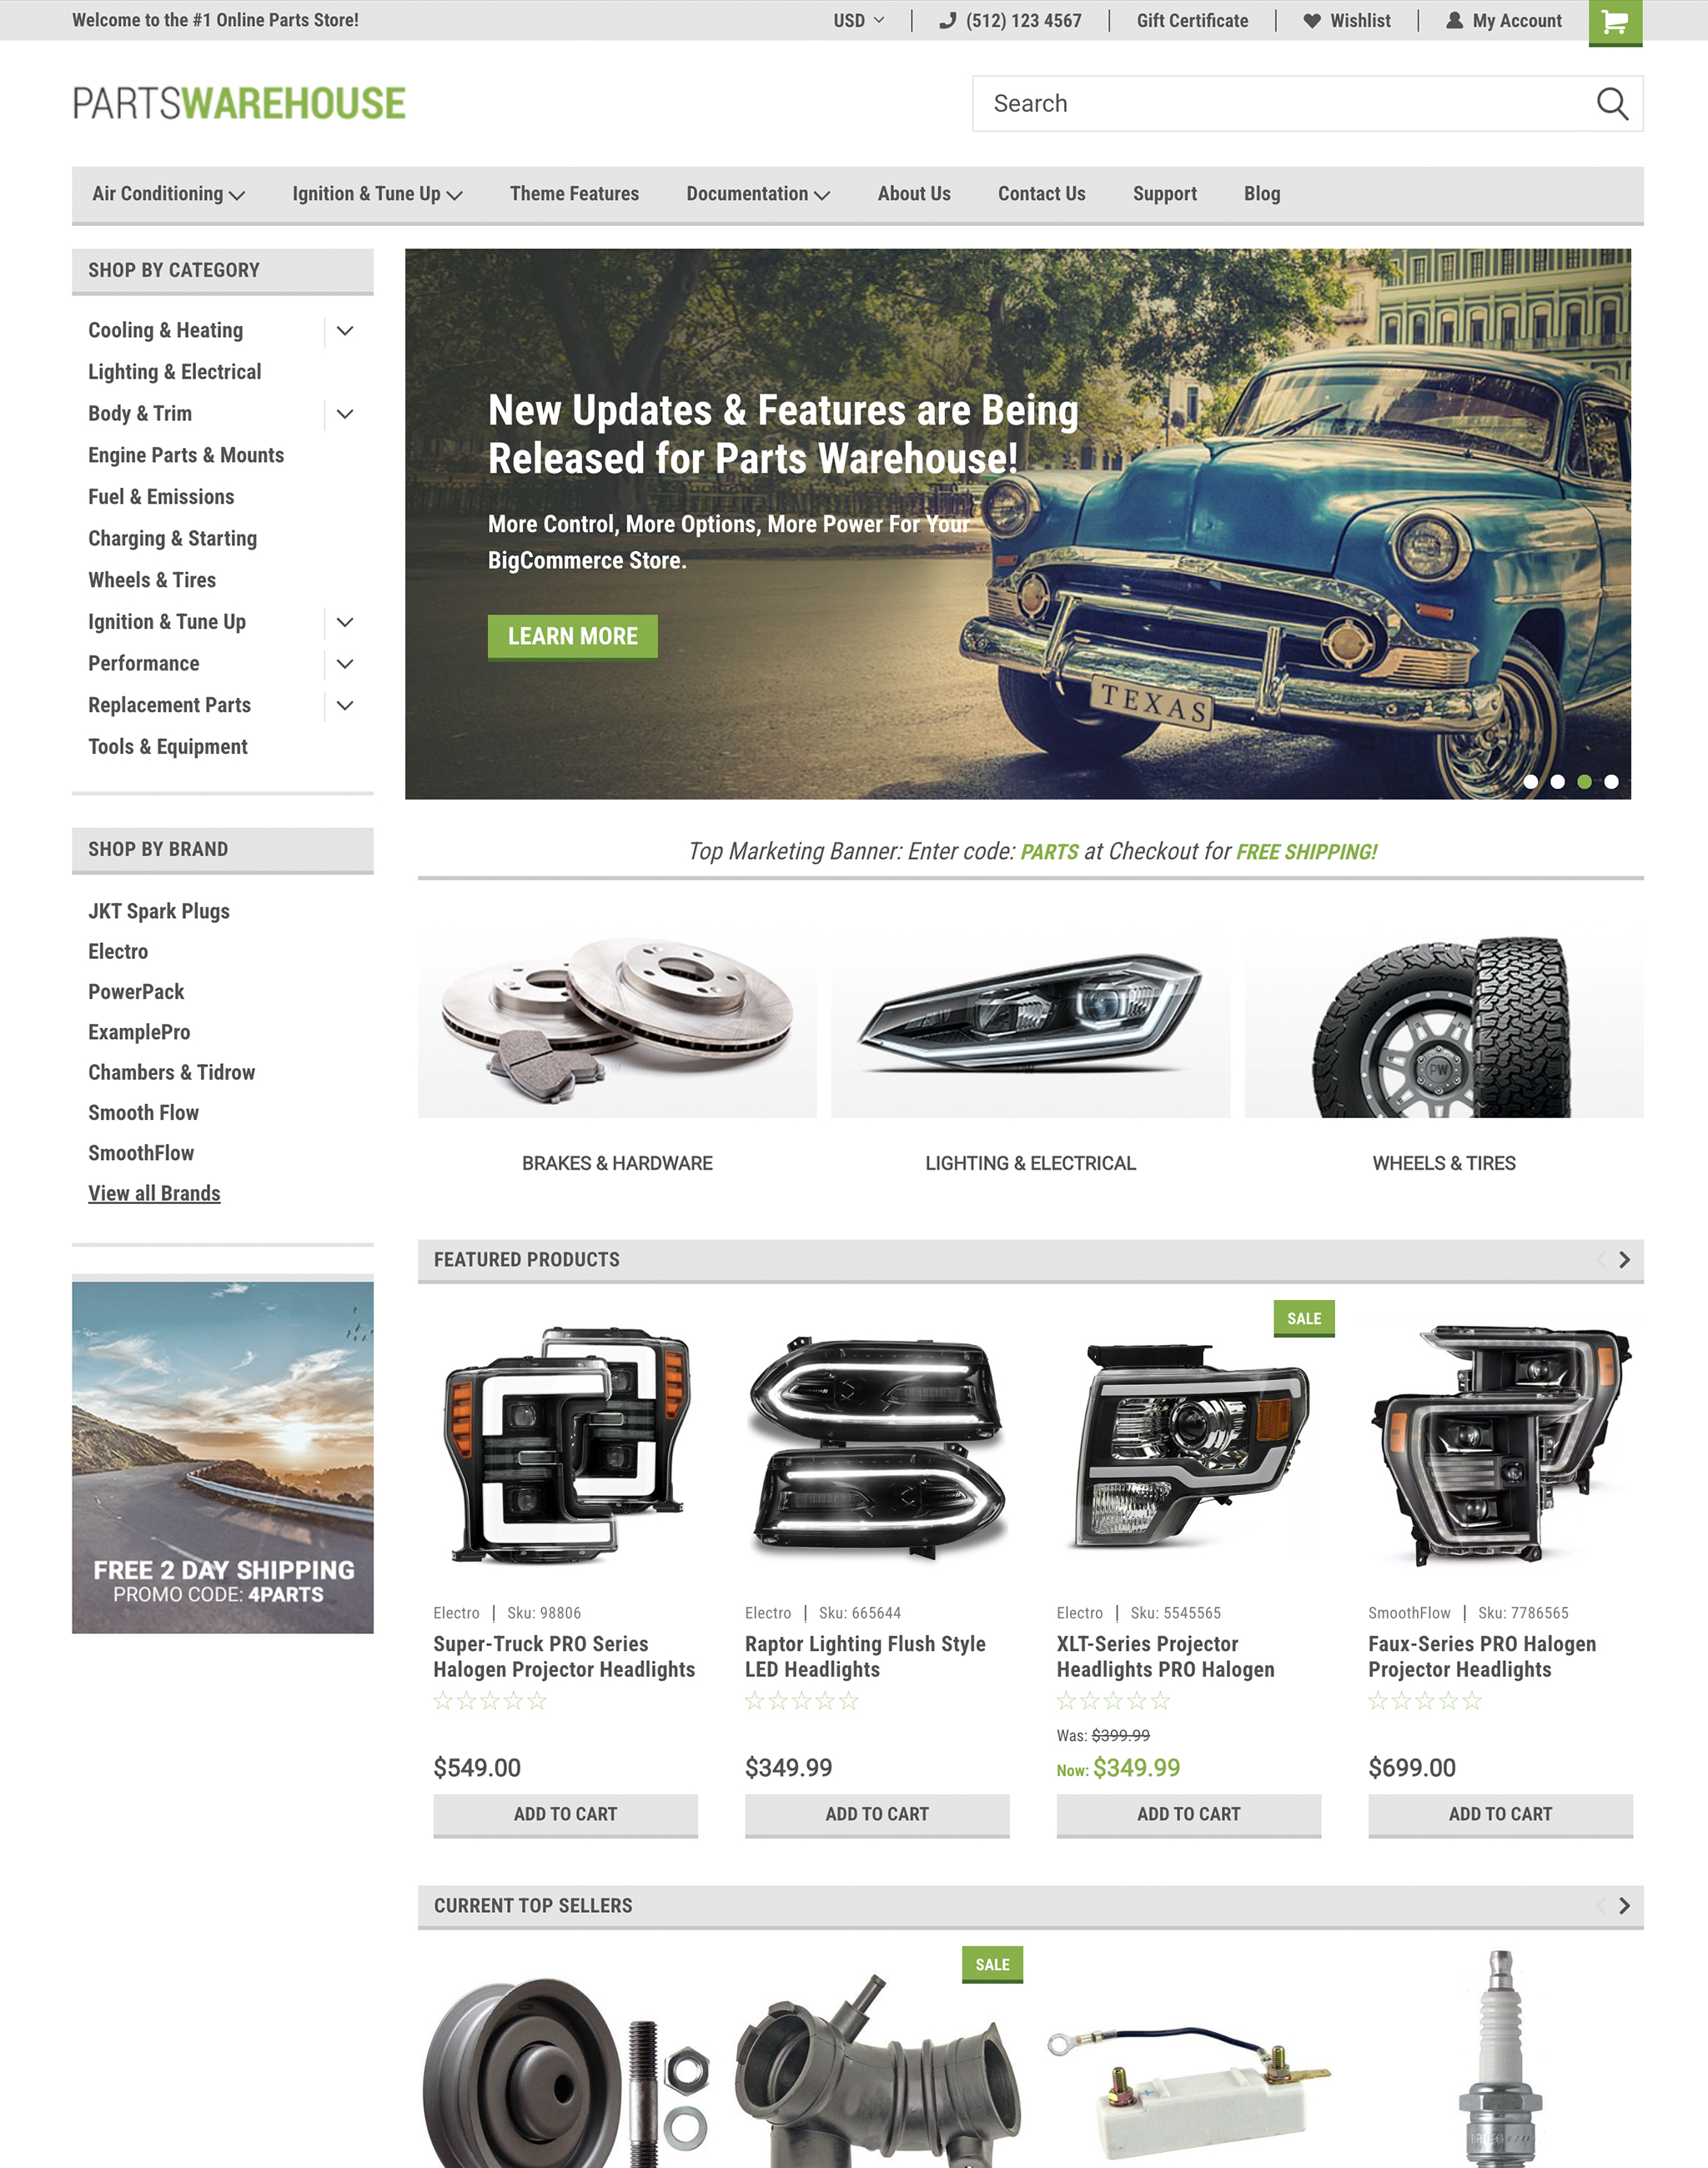 Welcome to the #1 Online Parts Store!
USD
(512) 123 4567
Gift Certificate
Wishlist
My Account
PARTSWAREHOUSE
Search
Air Conditioning
Ignition & Tune Up
Theme Features
Documentation
About Us
Contact Us
Support
Blog
SHOP BY CATEGORY
Cooling & Heating
Lighting & Electrical
Body & Trim
Engine Parts & Mounts
Fuel & Emissions
Charging & Starting
Wheels & Tires
Ignition & Tune Up
Performance
Replacement Parts
Tools & Equipment
New Updates & Features are Being
Released for Parts Warehouse!
More Control, More Options, More Power For Your
BigCommerce Store.
LEARN MORE
TEXAS
SHOP BY BRAND
JKT Spark Plugs
Electro
PowerPack
ExamplePro
Chambers & Tidrow
Smooth Flow
SmoothFlow
View all Brands
FREE 2 DAY SHIPPING
PROMO CODE: 4PARTS
Top Marketing Banner: Enter code: PARTS at Checkout for FREE SHIPPING!
PW
BRAKES & HARDWARE
LIGHTING & ELECTRICAL
WHEELS & TIRES
FEATURED PRODUCTS
Electro | Sku: 98806
Super-Truck PRO Series
Halogen Projector Headlights
$549.00
ADD TO CART
Electro | Sku: 665644
Raptor Lighting Flush Style
LED Headlights
$349.99
ADD TO CART
SALE
Electro | Sku: 5545565
XLT-Series Projector
Headlights PRO Halogen
Was: $399.99
Now: $349.99
ADD TO CART
SmoothFlow | Sku: 7786565
Faux-Series PRO Halogen
Projector Headlights
$699.00
ADD TO CART
CURRENT TOP SELLERS
SALE